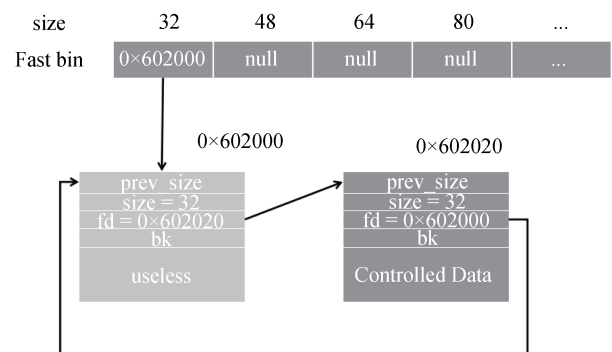 size 32 48 64 80 ...
Fast bin 0×602000 null null null ...
0×602000 0×602020
prev_size prev_size
size = 32 size = 32
fd = 0×602020 fd = 0×602000
bk bk
useless Controlled Data